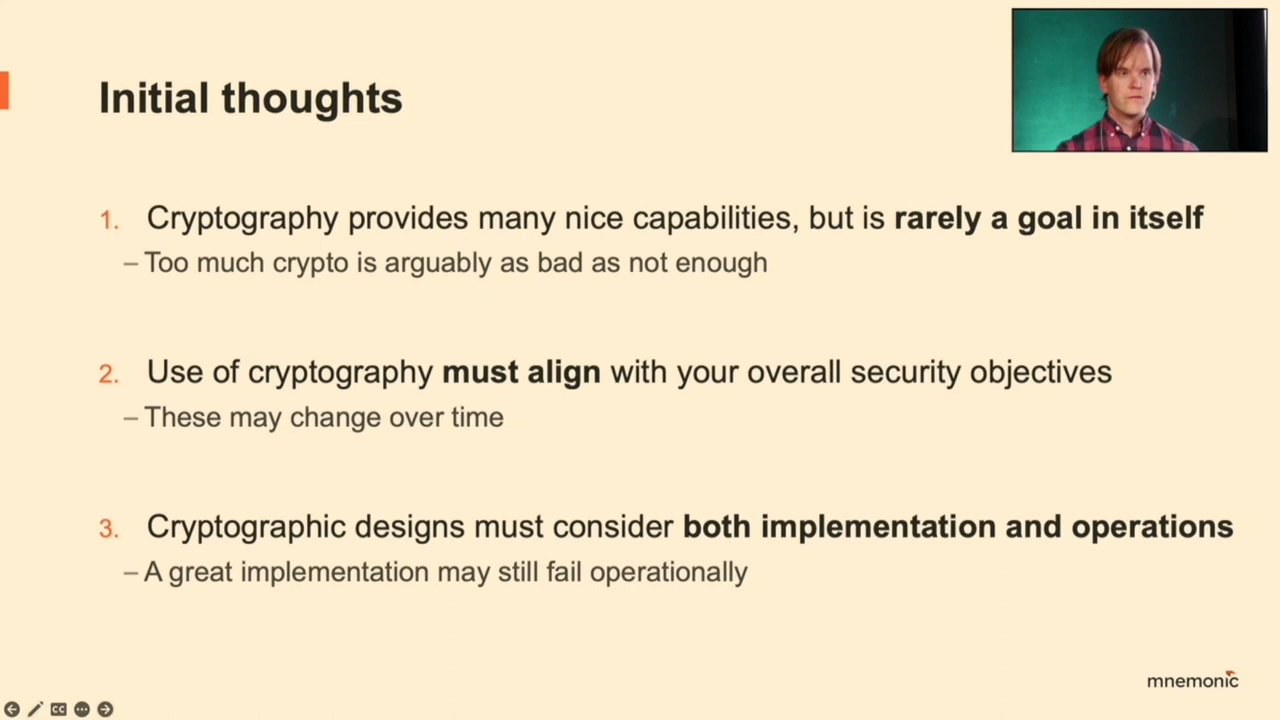 Initial thoughts
1. Cryptography provides many nice capabilities, but is rarely a goal in itself
– Too much crypto is arguably as bad as not enough
2. Use of cryptography must align with your overall security objectives
– These may change over time
3. Cryptographic designs must consider both implementation and operations
– A great implementation may still fail operationally
mnemonic
CC